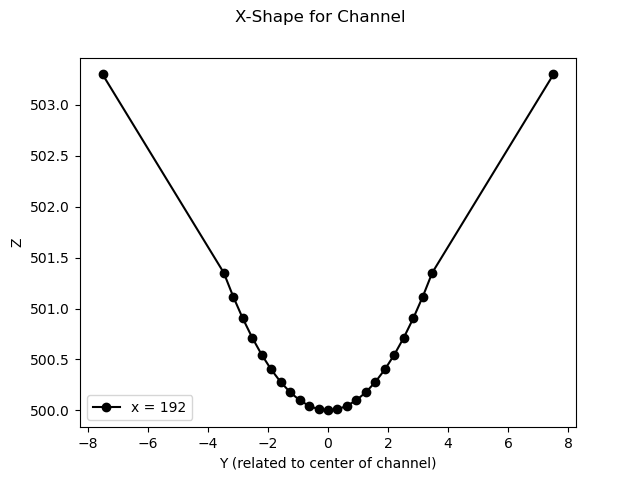 X-Shape for Channel
503.0
502.5
502.0
501.5
501.0
500.5
500.0
Z
x = 192
−8 −6 −4 −2 0 2 4 6 8
Y (related to center of channel)